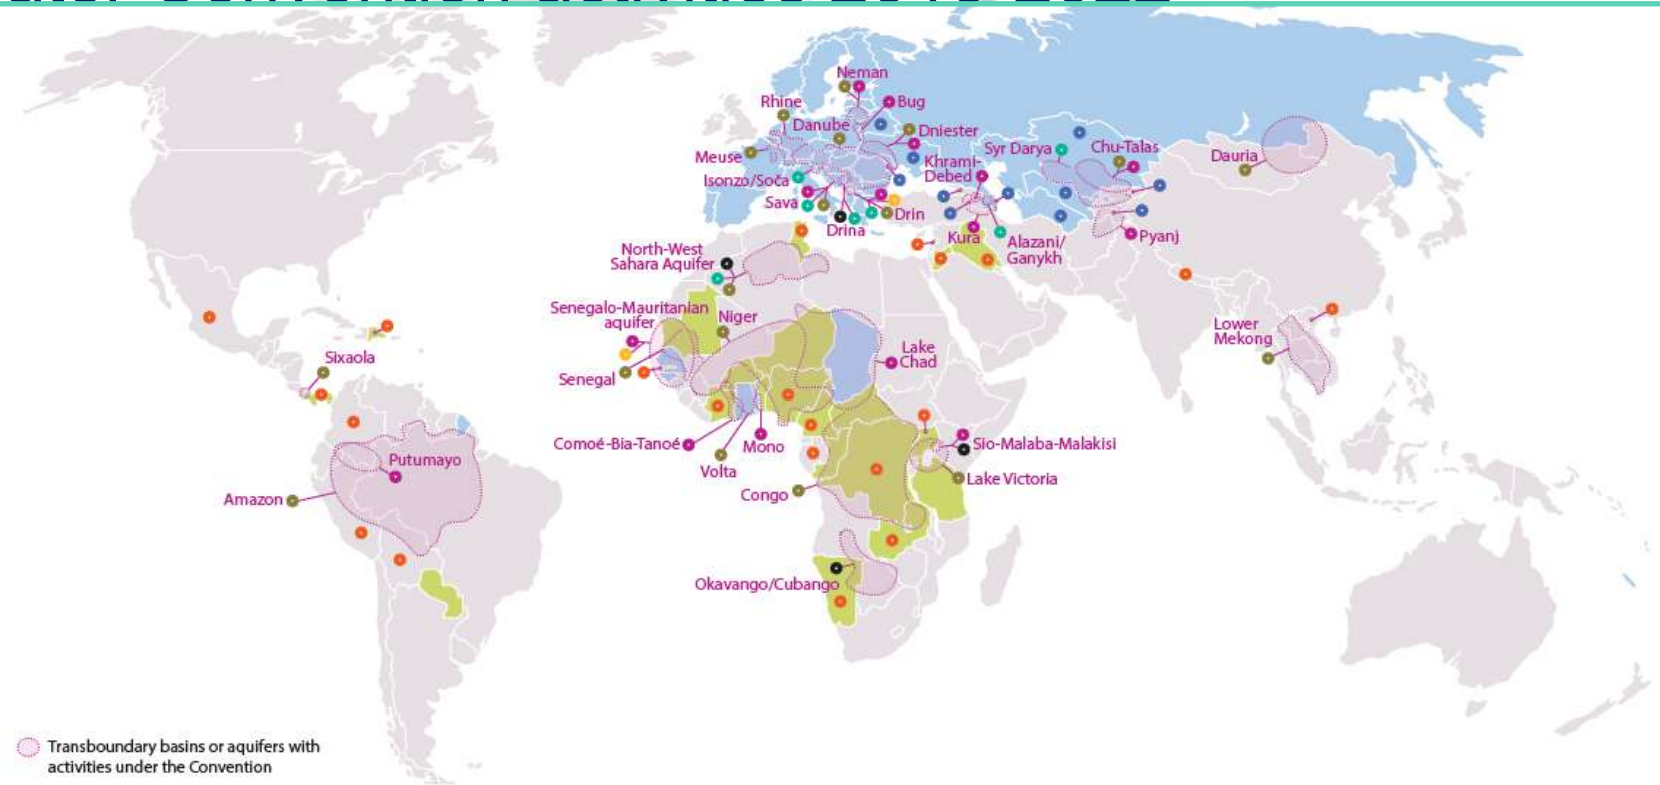 Neman
Rhine
Bug
Danube
Dniester
Meuse
Syr Darya
Chu-Talas
Dauria
Khrami-
Debed
Isonzo/Soča
Sava
Drin
Drina
Kura
Alazani/
Ganykh
Pyanj
North-West
Sahara Aquifer
Senegalo-Mauritanian
aquifer
Niger
Lower
Mekong
Lake
Chad
Sixaola
Senegal
Comoé-Bia-Tanoé
Mono
Sio-Malaba-Malakisi
Volta
Putumayo
Lake Victoria
Congo
Amazon
Okavango/Cubango
Transboundary basins or aquifers with
activities under the Convention